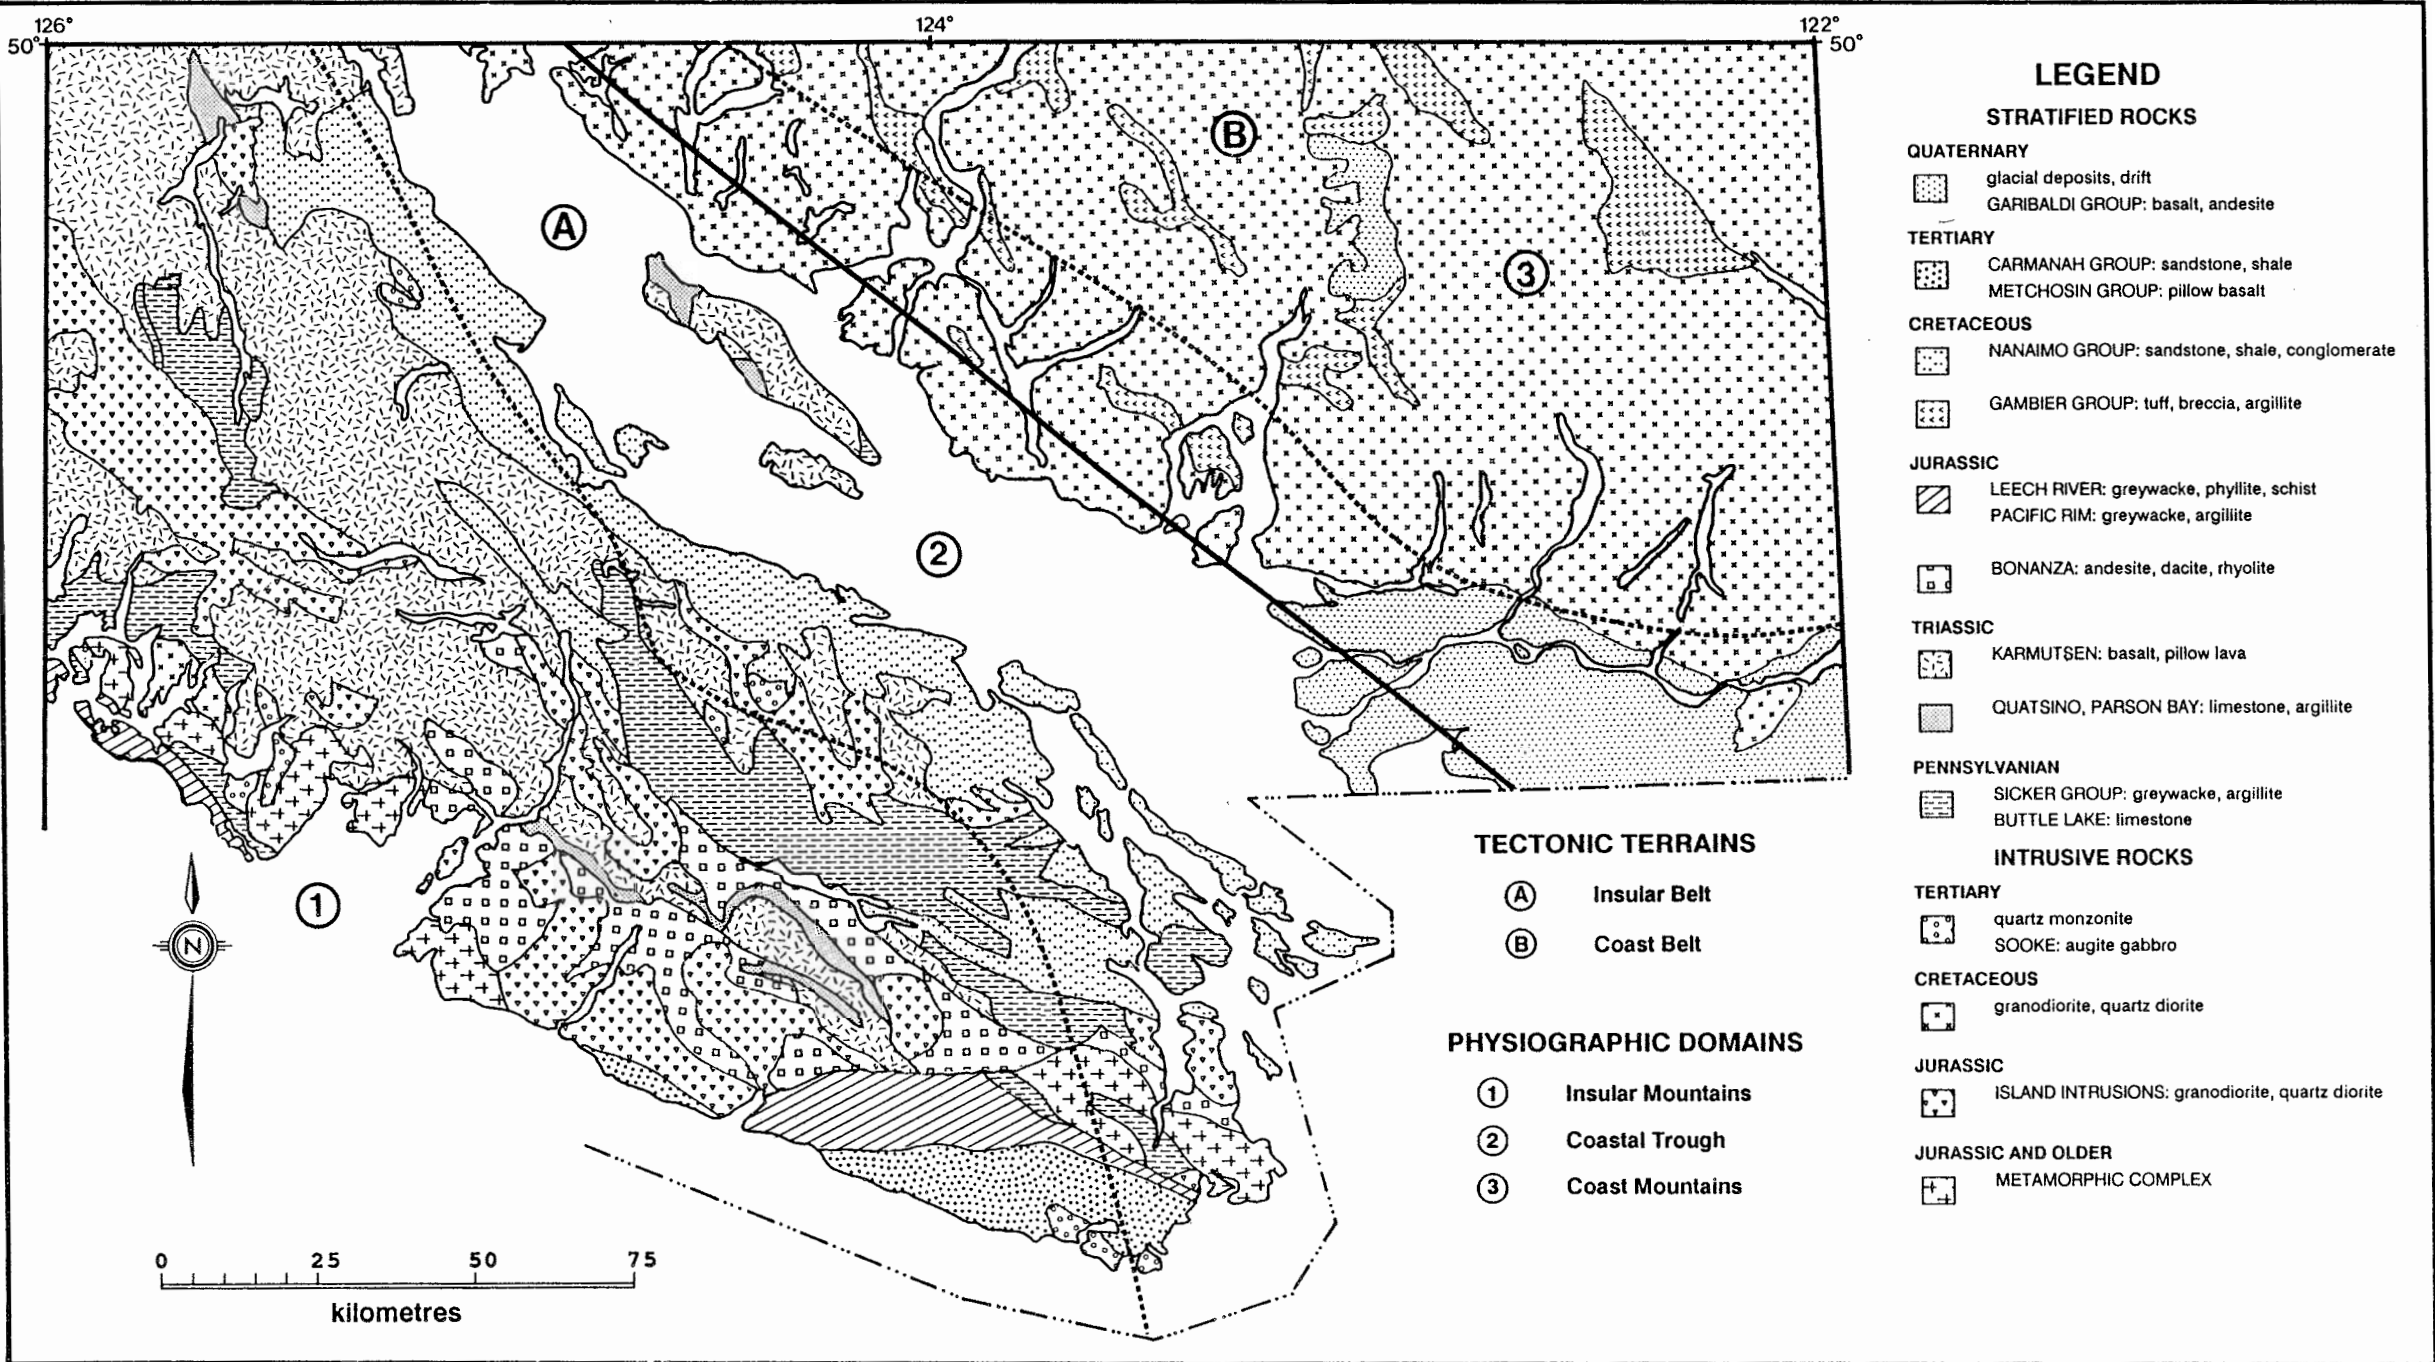 126°
124°
122°
50°
50°
A
B
3
2
1
N
0 25 50 75
kilometres
TECTONIC TERRAINS
A Insular Belt
B Coast Belt
PHYSIOGRAPHIC DOMAINS
1 Insular Mountains
2 Coastal Trough
3 Coast Mountains
LEGEND
STRATIFIED ROCKS
QUATERNARY
glacial deposits, drift
GARIBALDI GROUP: basalt, andesite
TERTIARY
CARMANAH GROUP: sandstone, shale
METCHOSIN GROUP: pillow basalt
CRETACEOUS
NANAIMO GROUP: sandstone, shale, conglomerate
GAMBIER GROUP: tuff, breccia, argillite
JURASSIC
LEECH RIVER: greywacke, phyllite, schist
PACIFIC RIM: greywacke, argillite
BONANZA: andesite, dacite, rhyolite
TRIASSIC
KARMUTSEN: basalt, pillow lava
QUATSINO, PARSON BAY: limestone, argillite
PENNSYLVANIAN
SICKER GROUP: greywacke, argillite
BUTTLE LAKE: limestone
INTRUSIVE ROCKS
TERTIARY
quartz monzonite
SOOKE: augite gabbro
CRETACEOUS
granodiorite, quartz diorite
JURASSIC
ISLAND INTRUSIONS: granodiorite, quartz diorite
JURASSIC AND OLDER
METAMORPHIC COMPLEX